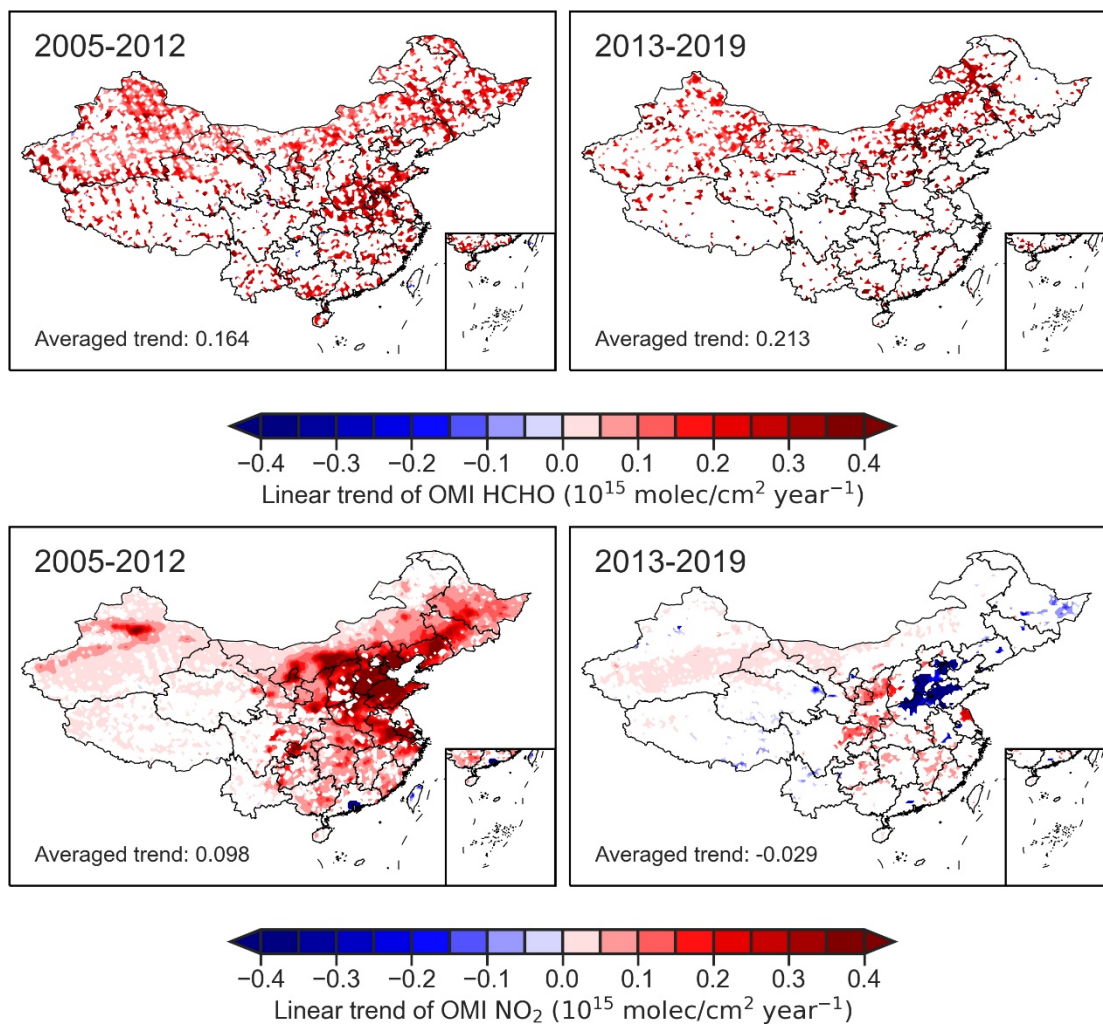 2005-2012
2013-2019
Averaged trend: 0.164
Averaged trend: 0.213
−0.4 −0.3 −0.2 −0.1 0.0 0.1 0.2 0.3 0.4
Linear trend of OMI HCHO (10¹⁵ molec/cm² year⁻¹)
2005-2012
2013-2019
Averaged trend: 0.098
Averaged trend: -0.029
−0.4 −0.3 −0.2 −0.1 0.0 0.1 0.2 0.3 0.4
Linear trend of OMI NO₂ (10¹⁵ molec/cm² year⁻¹)